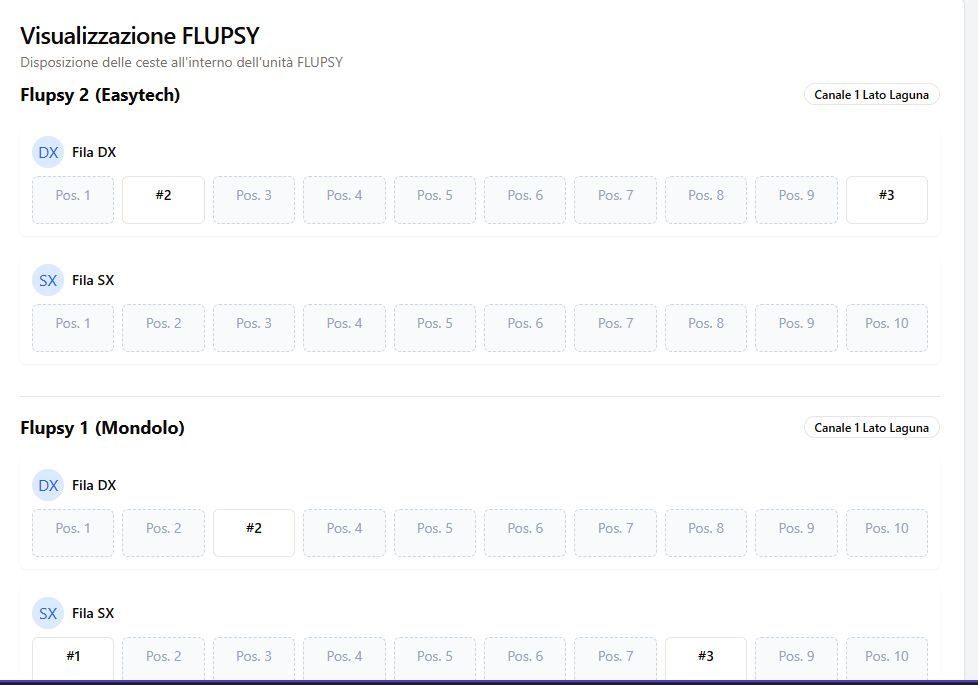 Visualizzazione FLUPSY
Disposizione delle ceste all'interno dell'unità FLUPSY
Flupsy 2 (Easytech) Canale 1 Lato Laguna
DX Fila DX
Pos. 1 #2 Pos. 3 Pos. 4 Pos. 5 Pos. 6 Pos. 7 Pos. 8 Pos. 9 #3
SX Fila SX
Pos. 1 Pos. 2 Pos. 3 Pos. 4 Pos. 5 Pos. 6 Pos. 7 Pos. 8 Pos. 9 Pos. 10
Flupsy 1 (Mondolo) Canale 1 Lato Laguna
DX Fila DX
Pos. 1 Pos. 2 #2 Pos. 4 Pos. 5 Pos. 6 Pos. 7 Pos. 8 Pos. 9 Pos. 10
SX Fila SX
#1 Pos. 2 Pos. 3 Pos. 4 Pos. 5 Pos. 6 Pos. 7 #3 Pos. 9 Pos. 10